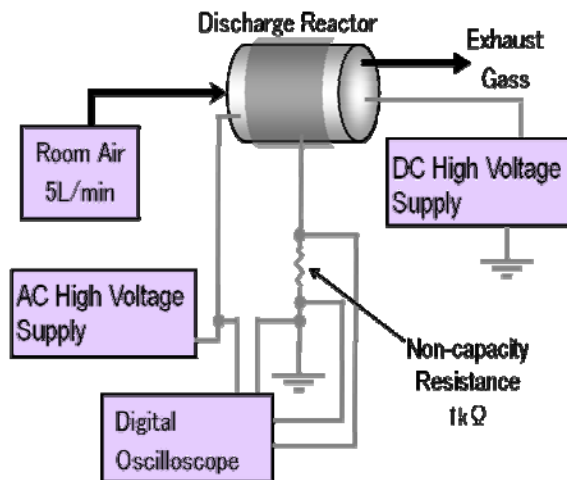 Discharge Reactor
Exhaust
Gass
Room Air
5L/min
DC High Voltage
Supply
AC High Voltage
Supply
Non-capacity
Resistance
1kΩ
Digital
Oscilloscope